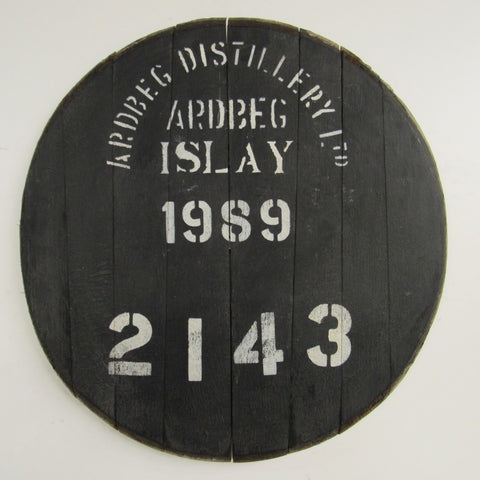 ARDBEG DISTILLERY LTD
ARDBEG
ISLAY
1989
2143